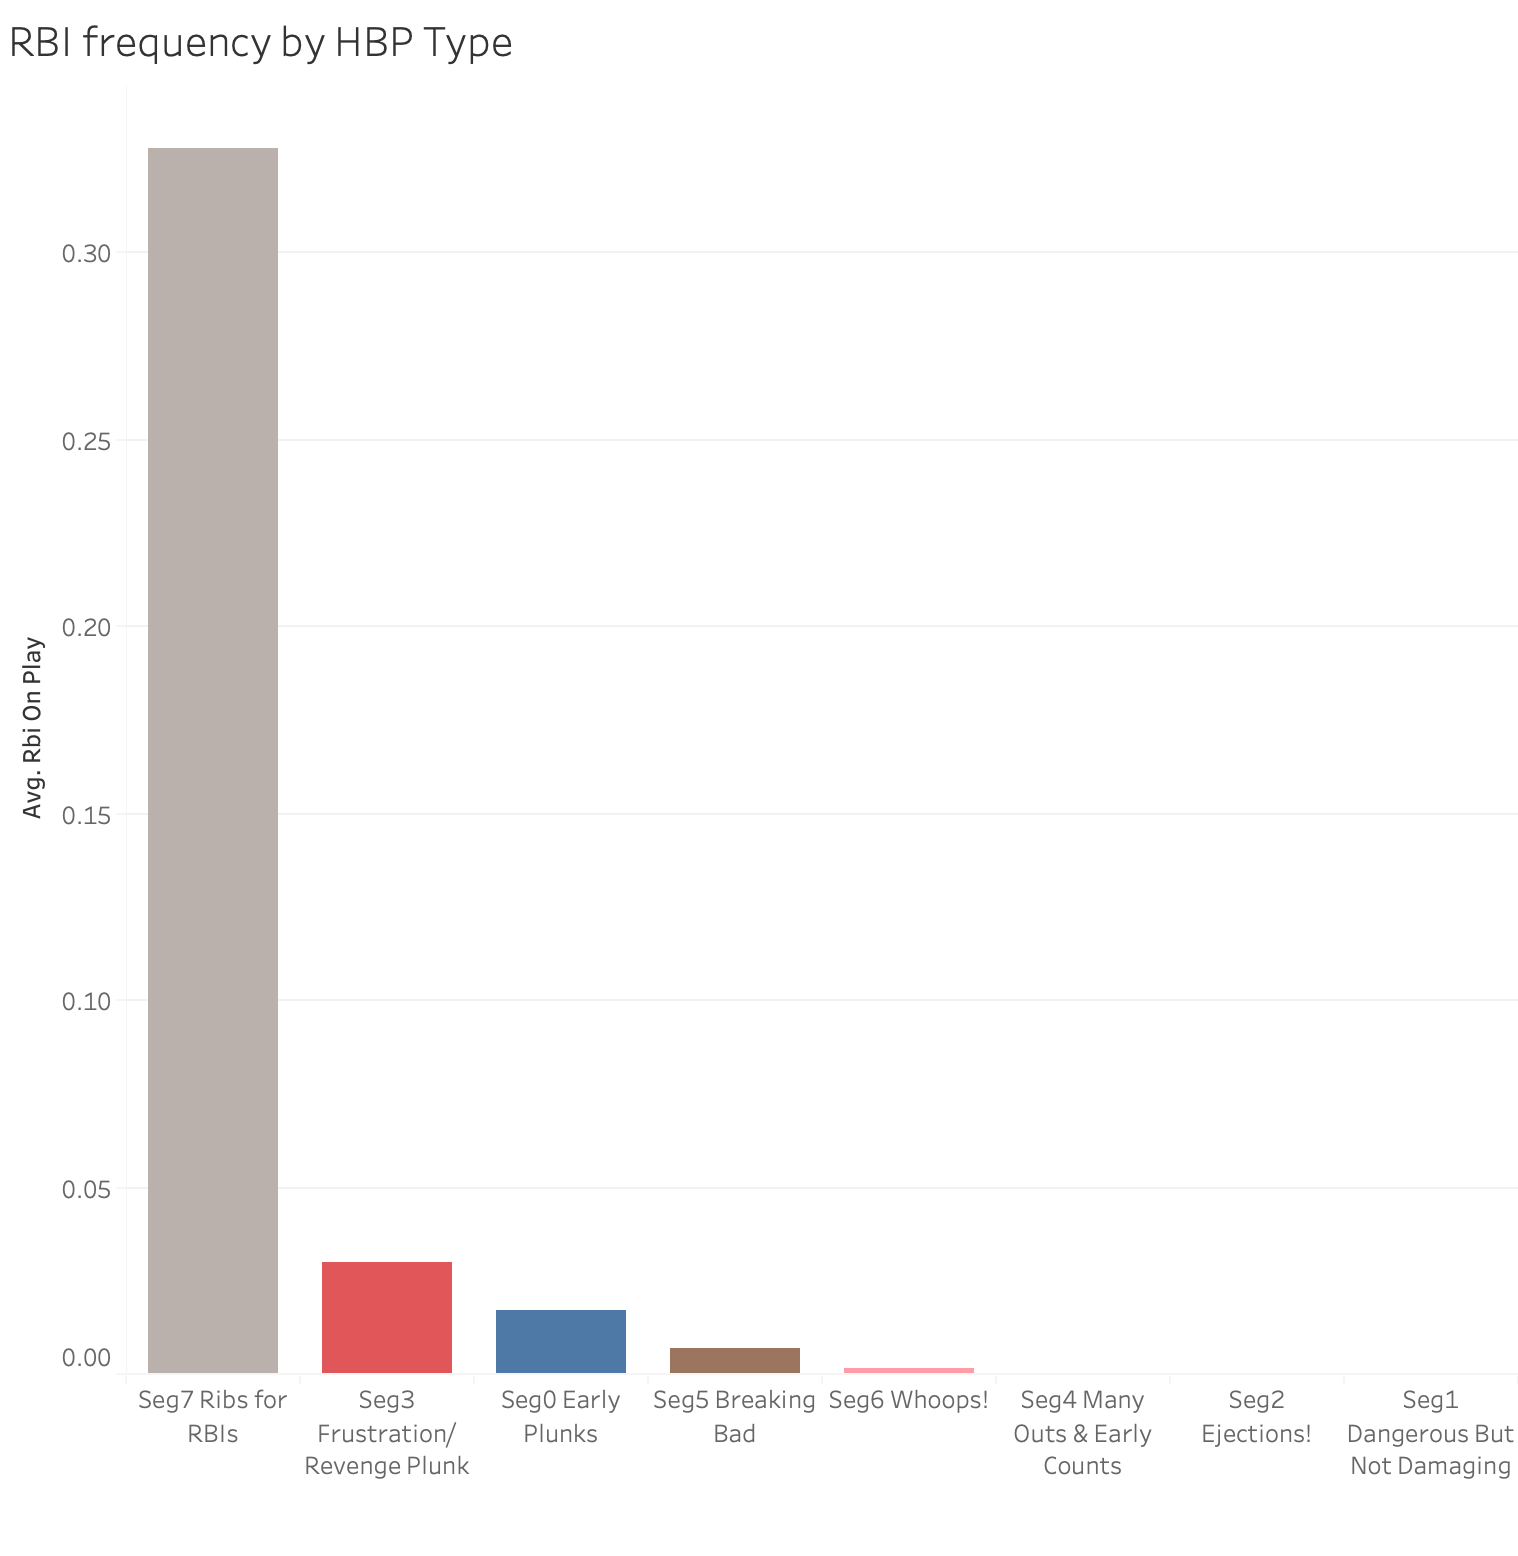 RBI frequency by HBP Type
Avg. Rbi On Play
0.30
0.25
0.20
0.15
0.10
0.05
0.00
Seg7 Ribs for
RBIs
Seg3
Frustration/
Revenge Plunk
Seg0 Early
Plunks
Seg5 Breaking
Bad
Seg6 Whoops!
Seg4 Many
Outs & Early
Counts
Seg2
Ejections!
Seg1
Dangerous But
Not Damaging